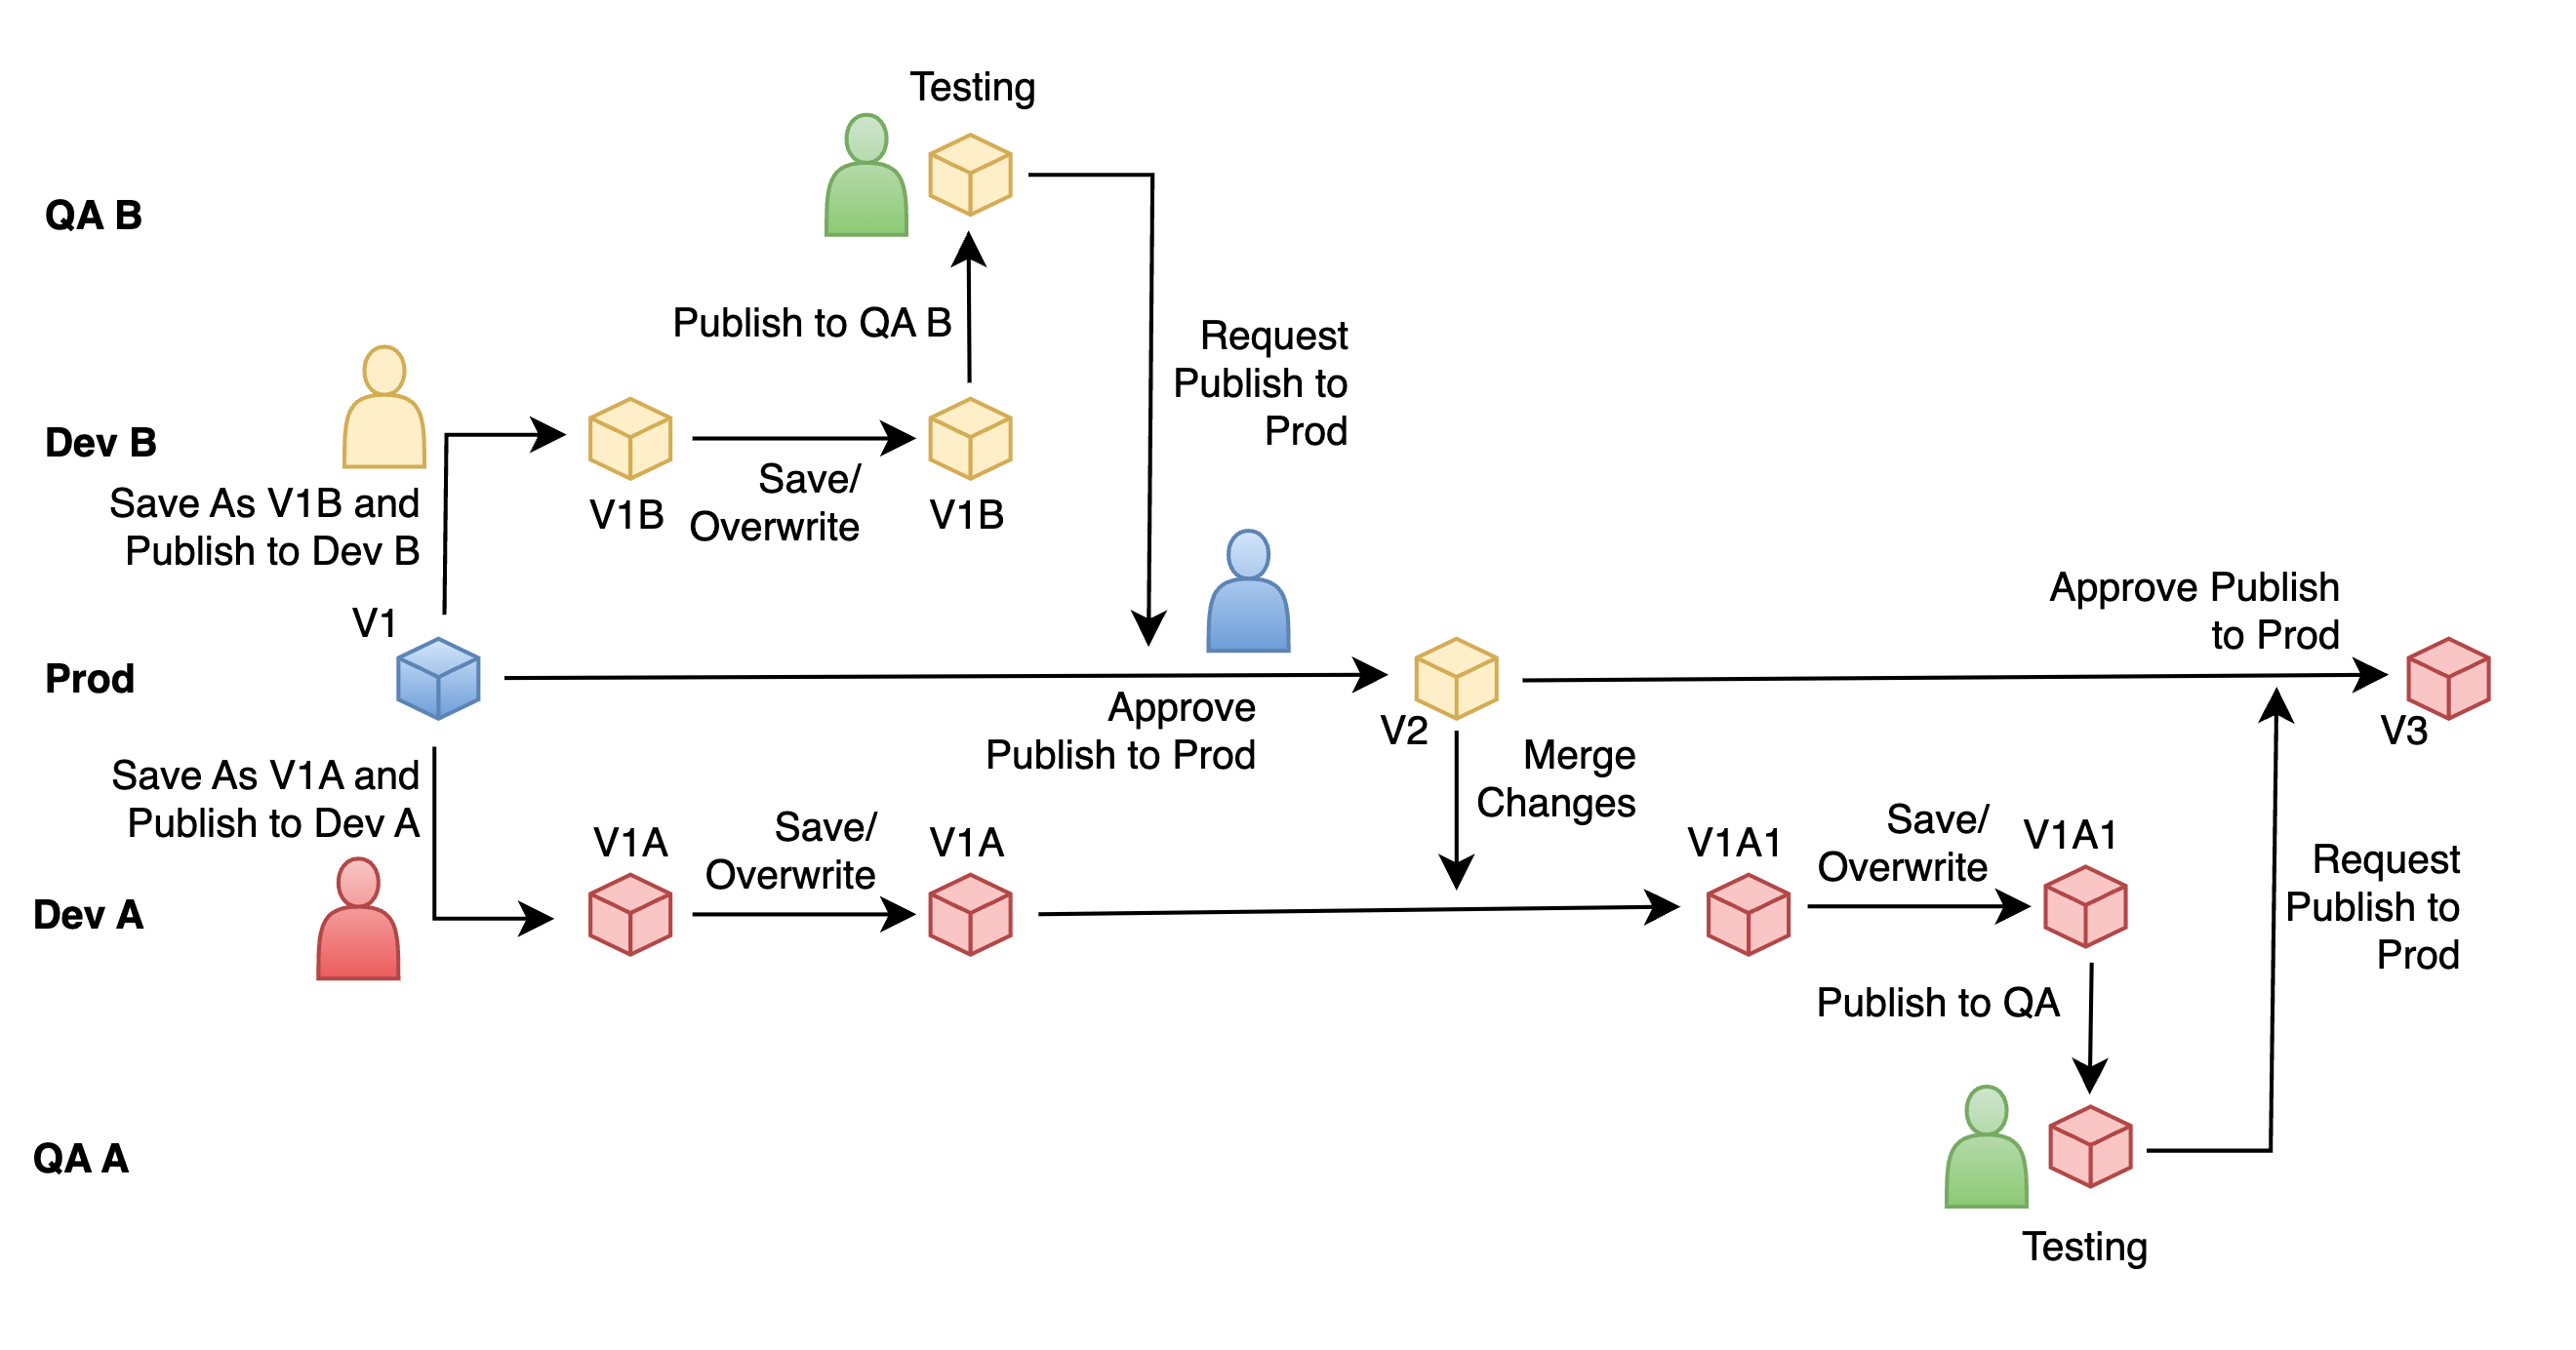 Testing
QA B
Publish to QA B
Request
Publish to
Prod
Dev B
Save As V1B and
Publish to Dev B
V1B
Save/
Overwrite
V1B
V1
Prod
Approve
Publish to Prod
V2
Approve Publish
to Prod
V3
Merge
Changes
Save As V1A and
Publish to Dev A
Dev A
V1A
Save/
Overwrite
V1A
V1A1
Save/
Overwrite
V1A1
Request
Publish to
Prod
Publish to QA
QA A
Testing